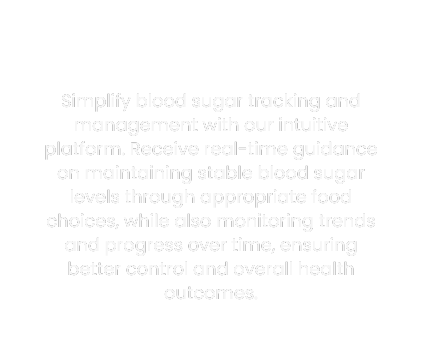 Simplify blood sugar tracking and
management with our intuitive
platform. Receive real-time guidance
on maintaining stable blood sugar
levels through appropriate food
choices, while also monitoring trends
and progress over time, ensuring
better control and overall health
outcomes.